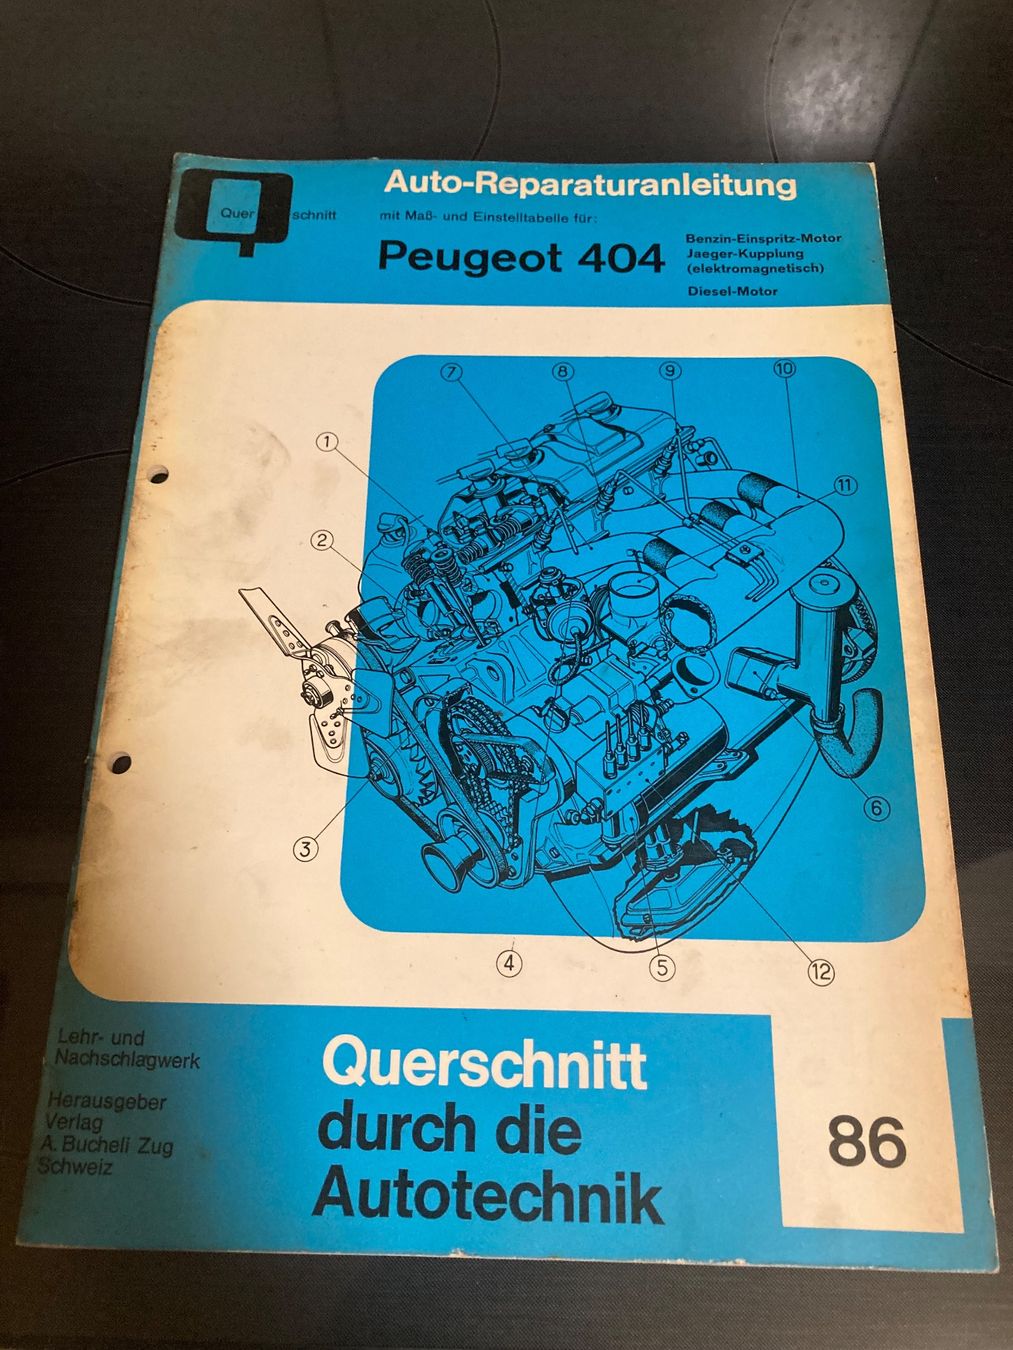 Querschnitt
Auto-Reparaturanleitung
mit Maß- und Einstelltabelle für:
Peugeot 404
Benzin-Einspritz-Motor
Jaeger-Kupplung
(elektromagnetisch)
Diesel-Motor
7
8
9
10
1
11
2
6
3
4
5
12
Lehr- und
Nachschlagwerk
Herausgeber
Verlag
A. Bucheli Zug
Schweiz
Querschnitt
durch die
Autotechnik
86